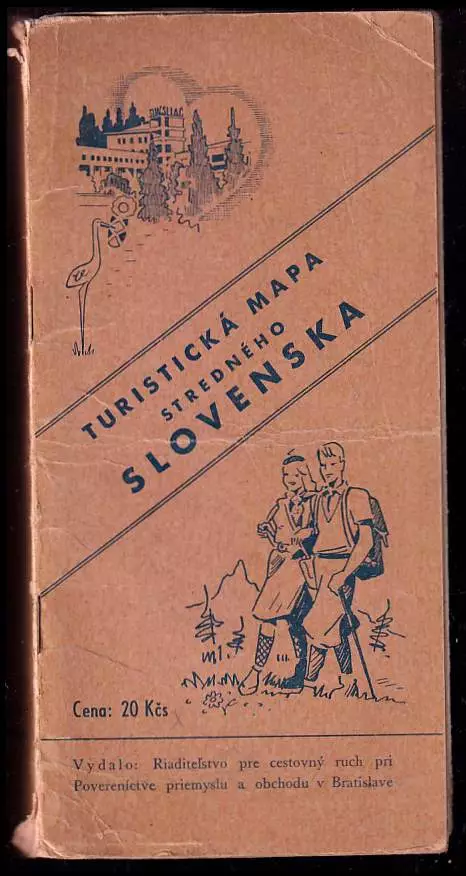 TURISTICKÁ MAPA
STREDNÉHO
SLOVENSKA
Cena: 20 Kčs
Vydalo: Riaditeľstvo pre cestovný ruch pri
Povereníctve priemyslu a obchodu v Bratislave